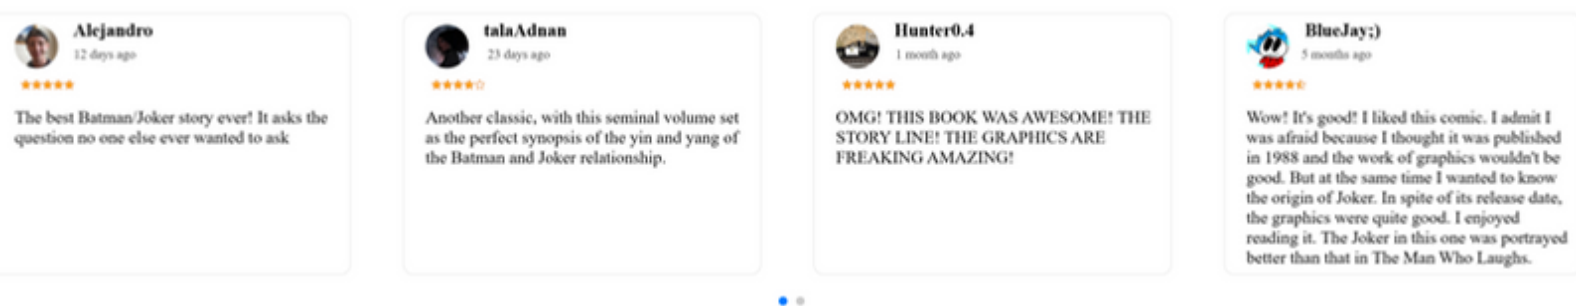 Alejandro
12 days ago
The best Batman/Joker story ever! It asks the
question no one else ever wanted to ask
talaAdnan
23 days ago
Another classic, with this seminal volume set
as the perfect synopsis of the yin and yang of
the Batman and Joker relationship.
Hunter0.4
1 month ago
OMG! THIS BOOK WAS AWESOME! THE
STORY LINE! THE GRAPHICS ARE
FREAKING AMAZING!
BlueJay;)
5 months ago
Wow! It's good! I liked this comic. I admit I
was afraid because I thought it was published
in 1988 and the work of graphics wouldn't be
good. But at the same time I wanted to know
the origin of Joker. In spite of its release date,
the graphics were quite good. I enjoyed
reading it. The Joker in this one was portrayed
better than that in The Man Who Laughs.